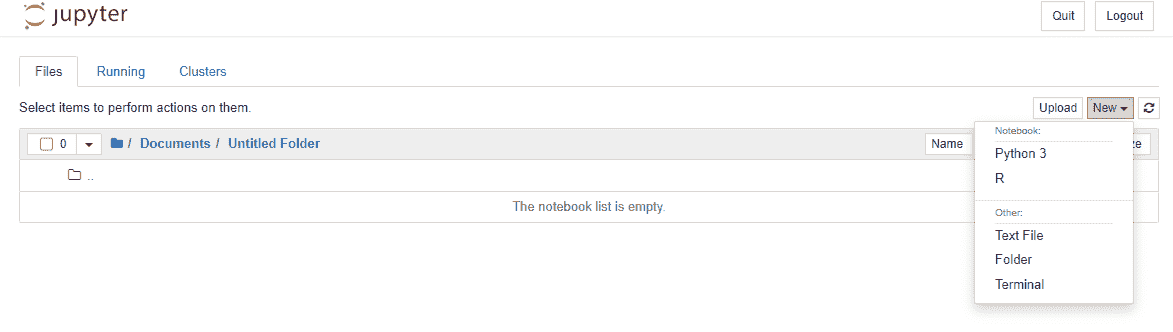 jupyter
Quit Logout
Files Running Clusters
Select items to perform actions on them.
Upload New
0 / Documents / Untitled Folder Name
..
The notebook list is empty.
Notebook:
Python 3
R
Other:
Text File
Folder
Terminal